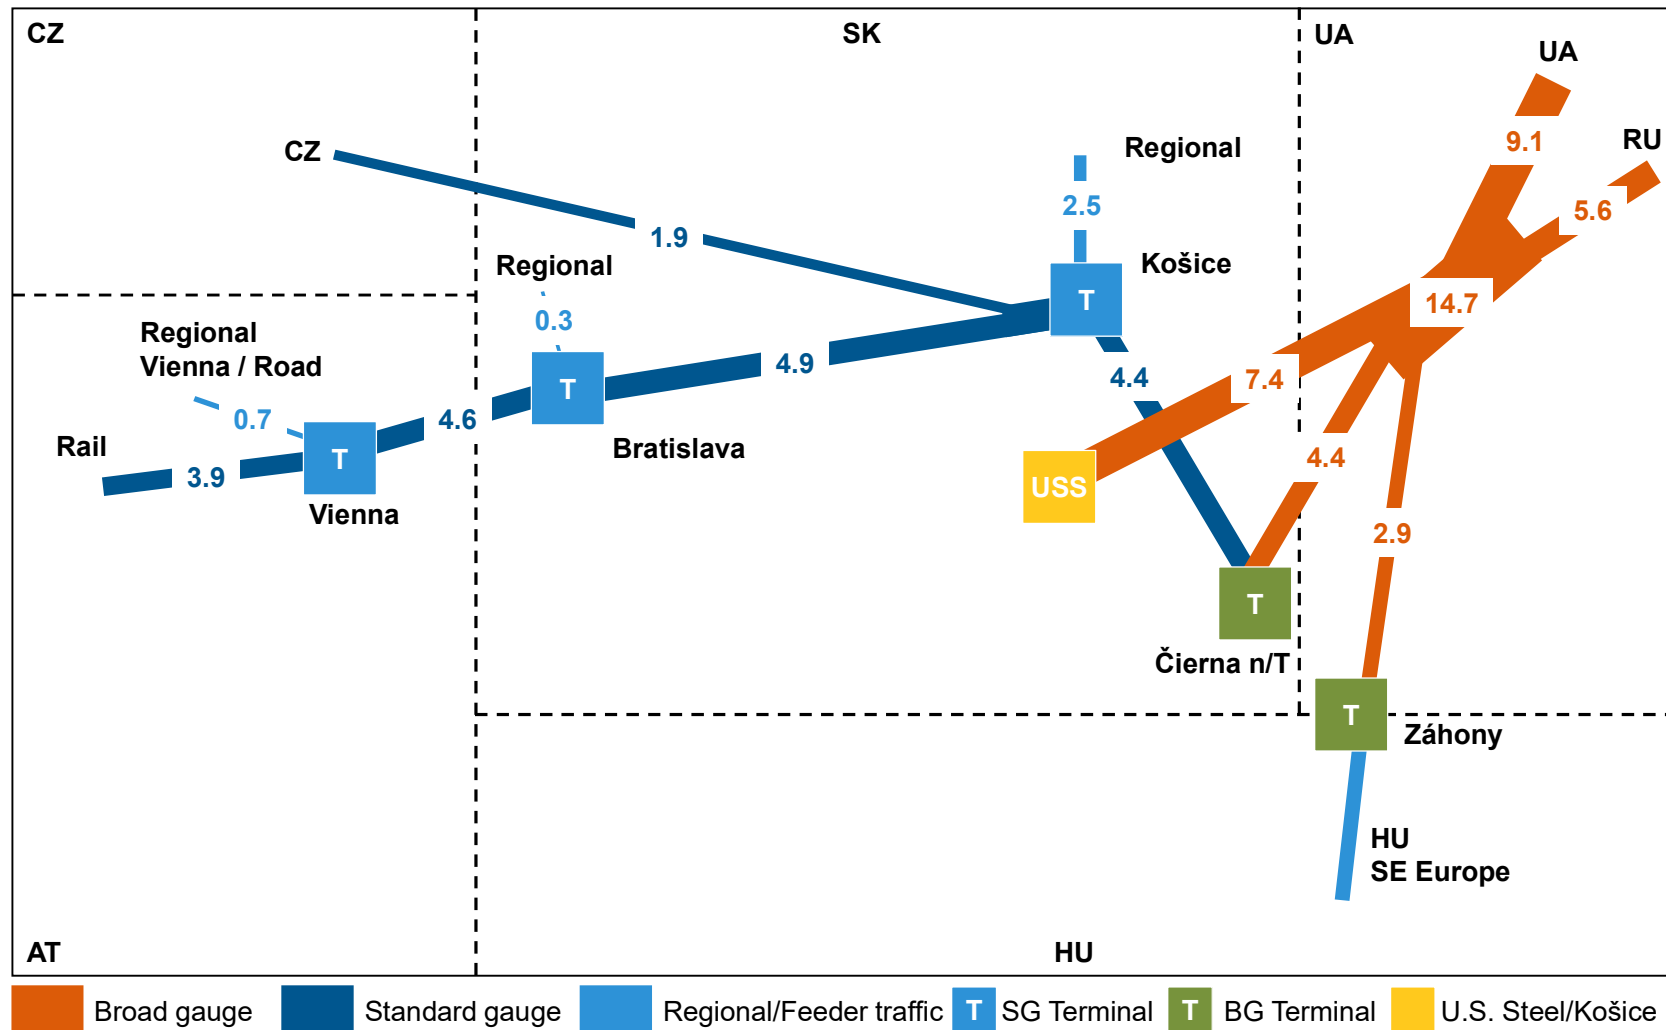 CZ
SK
UA
UA
9.1
RU
CZ
Regional
5.6
2.5
1.9
Regional
Košice
T
14.7
0.3
Regional
Vienna / Road
4.9
4.4
7.4
T
0.7
4.6
Bratislava
Rail
T
3.9
4.4
USS
Vienna
2.9
T
Čierna n/T
T
Záhony
HU
SE Europe
AT
HU
Broad gauge
Standard gauge
Regional/Feeder traffic
T SG Terminal
T BG Terminal
U.S. Steel/Košice